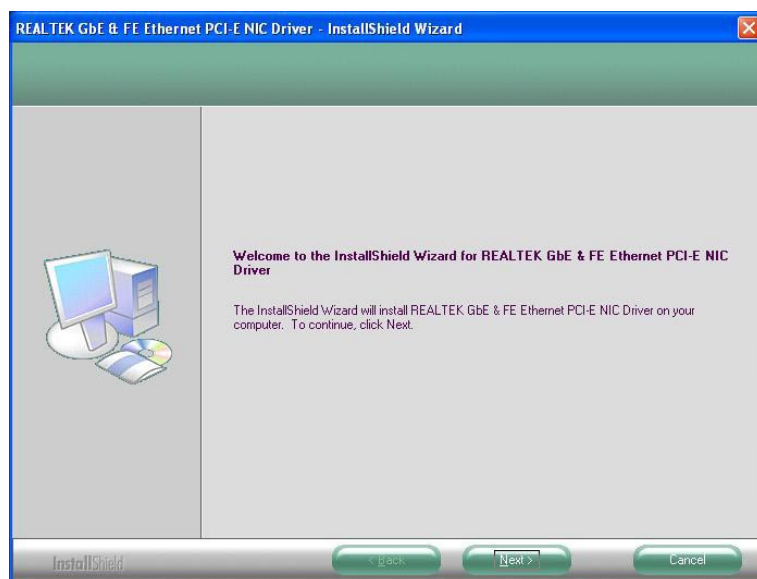 REALTEK GbE & FE Ethernet PCI-E NIC Driver - InstallShield Wizard
Welcome to the InstallShield Wizard for REALTEK GbE & FE Ethernet PCI-E NIC
Driver
The InstallShield Wizard will install REALTEK GbE & FE Ethernet PCI-E NIC Driver on your
computer. To continue, click Next.
InstallShield
< Back
Next >
Cancel